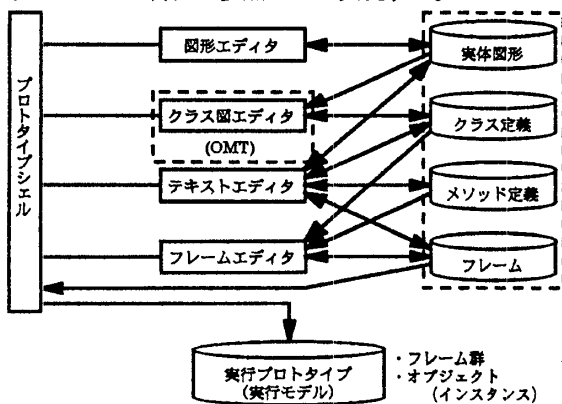 プロトタイプシェル
図形エディタ
クラス図エディタ
(OMT)
テキストエディタ
フレームエディタ
実体図形
クラス定義
メソッド定義
フレーム
実行プロトタイプ
(実行モデル)
・フレーム群
・オブジェクト
(インスタンス)